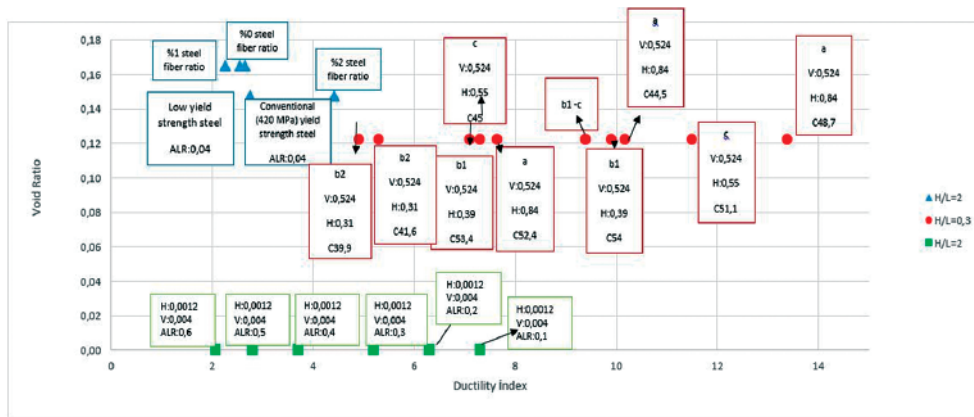 0,18
0,16
0,14
0,12
0,10
0,08
0,06
0,04
0,02
0,00
Void Ratio
%1 steel
fiber ratio
%0 steel
fiber ratio
%2 steel
fiber ratio
Low yield
strength steel
ALR:0,04
Conventional
(420 MPa) yield
strength steel
ALR:0,04
c
V:0,524
H:0,55
C45
b1 -c
a
V:0,524
H:0,84
C44,5
a
V:0,524
H:0,84
C48,7
b2
V:0,524
H:0,31
C39,9
b2
V:0,524
H:0,31
C41,6
b1
V:0,524
H:0,39
C53,4
a
V:0,524
H:0,84
C52,4
b1
V:0,524
H:0,39
C54
c
V:0,524
H:0,55
C51,1
H:0,0012
V:0,004
ALR:0,6
H:0,0012
V:0,004
ALR:0,5
H:0,0012
V:0,004
ALR:0,4
H:0,0012
V:0,004
ALR:0,3
H:0,0012
V:0,004
ALR:0,2
H:0,0012
V:0,004
ALR:0,1
0
2
4
6
8
10
12
14
Ductility İndex
H/L=2
H/L=0,3
H/L=2